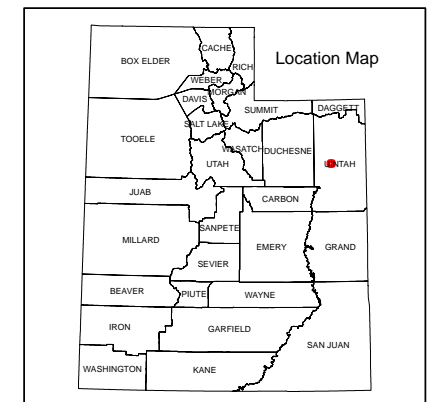 Location Map
CACHE
BOX ELDER
RICH
WEBER
MORGAN
DAVIS
SUMMIT
DAGGETT
SALT LAKE
TOOELE
WASATCH
DUCHESNE
UTAH
UINTAH
JUAB
CARBON
SANPETE
MILLARD
EMERY
GRAND
SEVIER
BEAVER
PIUTE
WAYNE
IRON
GARFIELD
SAN JUAN
WASHINGTON
KANE